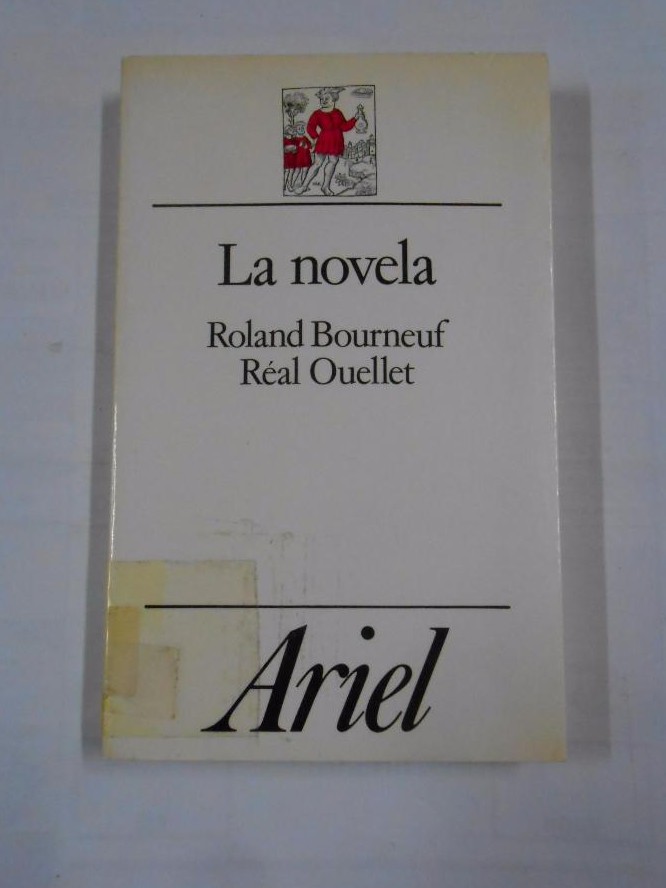 La novela
Roland Bourneuf
Réal Ouellet
Ariel